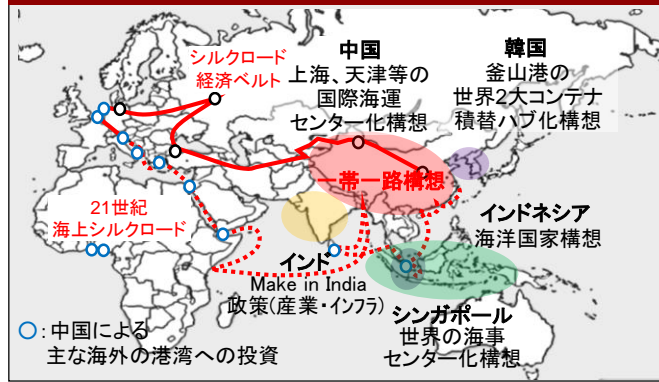 シルクロード
経済ベルト
中国
上海、天津等の
国際海運
センター化構想
韓国
釜山港の
世界2大コンテナ
積替ハブ化構想
一帯一路構想
21世紀
海上シルクロード
インド
Make in India
政策(産業・インフラ)
インドネシア
海洋国家構想
シンガポール
世界の海事
センター化構想
○：中国による
主な海外の港湾への投資